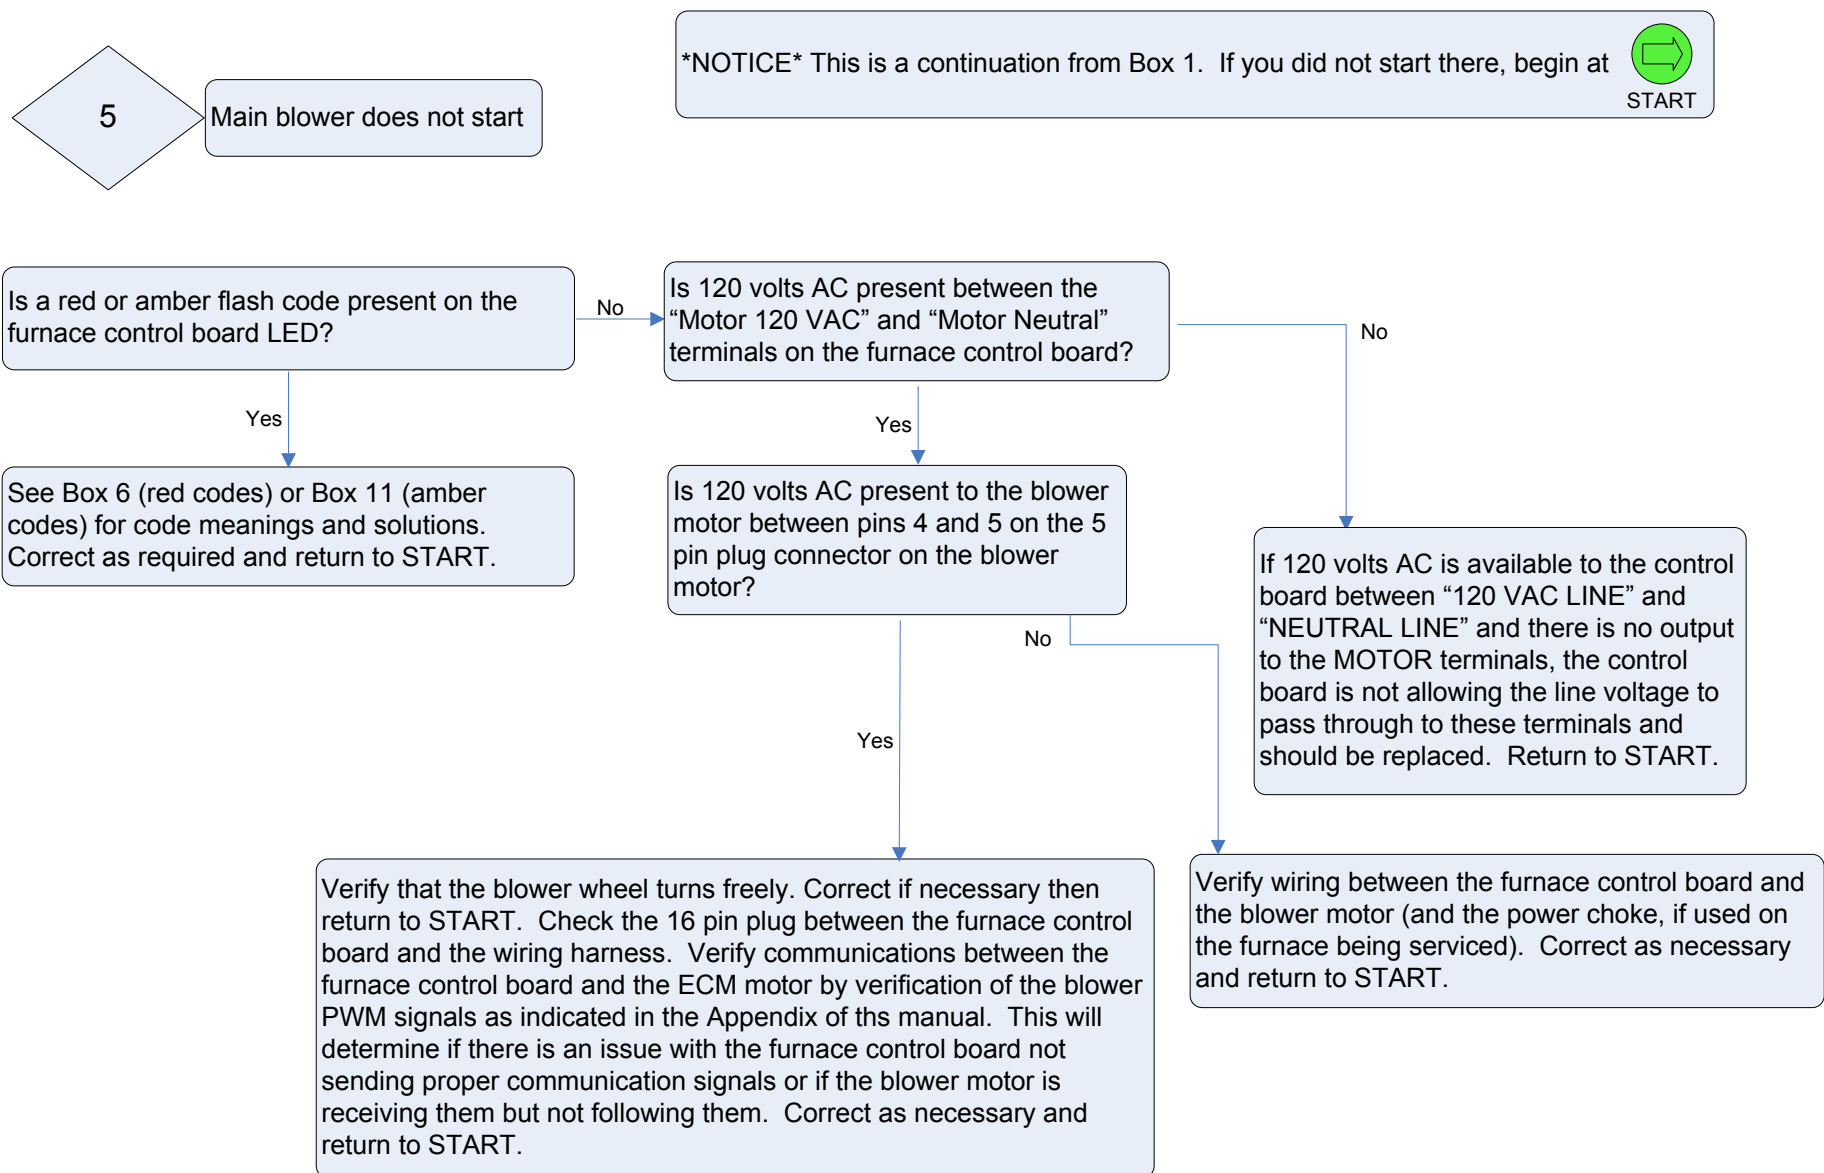 5
Main blower does not start
*NOTICE* This is a continuation from Box 1.  If you did not start there, begin at
START
Is a red or amber flash code present on the
furnace control board LED?
No
Is 120 volts AC present between the
“Motor 120 VAC” and “Motor Neutral”
terminals on the furnace control board?
No
Yes
Yes
See Box 6 (red codes) or Box 11 (amber
codes) for code meanings and solutions.
Correct as required and return to START.
Is 120 volts AC present to the blower
motor between pins 4 and 5 on the 5
pin plug connector on the blower
motor?
If 120 volts AC is available to the control
board between “120 VAC LINE” and
“NEUTRAL LINE” and there is no output
to the MOTOR terminals, the control
board is not allowing the line voltage to
pass through to these terminals and
should be replaced.  Return to START.
No
Yes
Verify that the blower wheel turns freely. Correct if necessary then
return to START.  Check the 16 pin plug between the furnace control
board and the wiring harness.  Verify communications between the
furnace control board and the ECM motor by verification of the blower
PWM signals as indicated in the Appendix of ths manual.  This will
determine if there is an issue with the furnace control board not
sending proper communication signals or if the blower motor is
receiving them but not following them.  Correct as necessary and
return to START.
Verify wiring between the furnace control board and
the blower motor (and the power choke, if used on
the furnace being serviced).  Correct as necessary
and return to START.